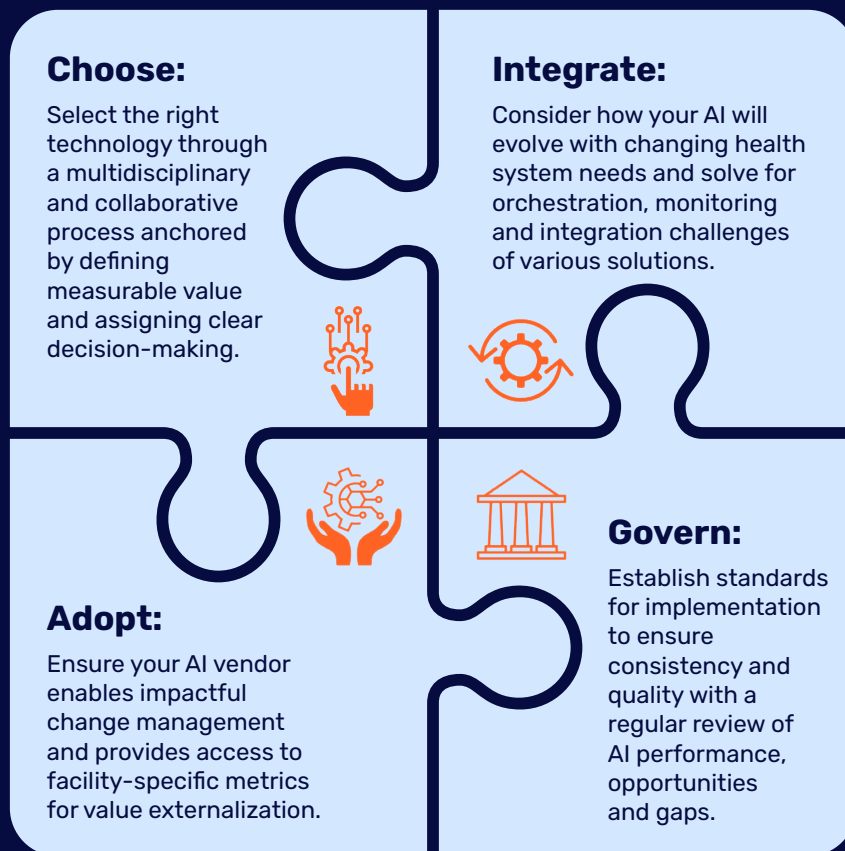 Choose:
Select the right
technology through
a multidisciplinary
and collaborative
process anchored
by defining
measurable value
and assigning clear
decision-making.
Integrate:
Consider how your AI will
evolve with changing health
system needs and solve for
orchestration, monitoring
and integration challenges
of various solutions.
Adopt:
Ensure your AI vendor
enables impactful
change management
and provides access to
facility-specific metrics
for value externalization.
Govern:
Establish standards
for implementation
to ensure
consistency and
quality with a
regular review of
AI performance,
opportunities
and gaps.